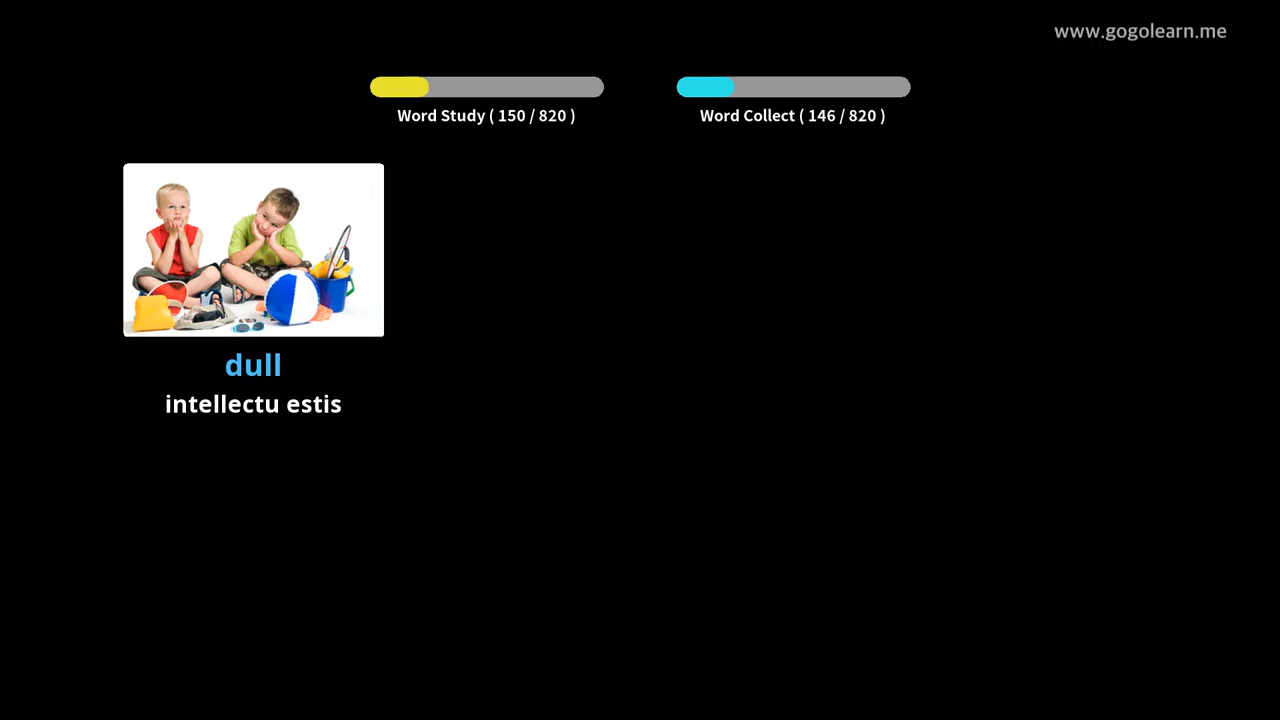 www.gogolearn.me
Word Study ( 150 / 820 )
Word Collect ( 146 / 820 )
dull
intellectu estis